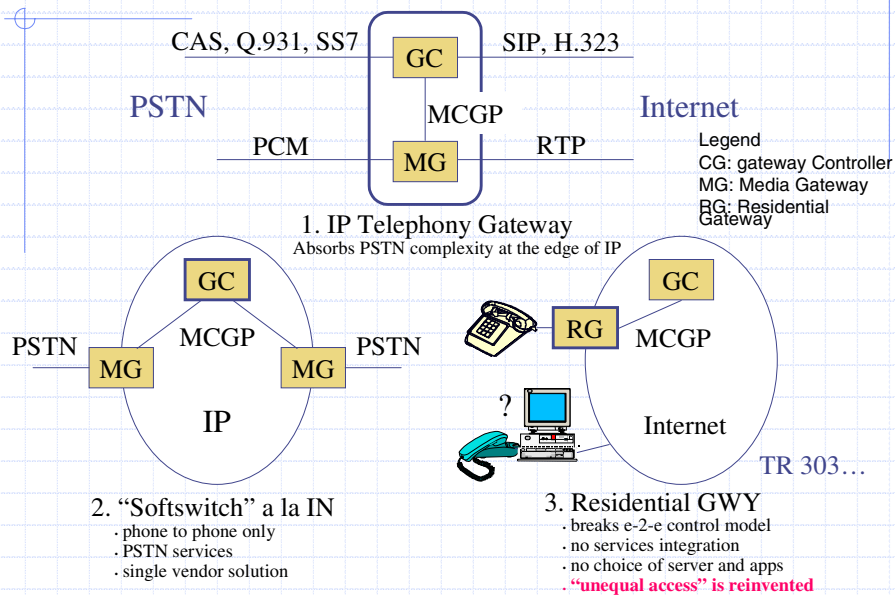 CAS, Q.931, SS7
GC
SIP, H.323
PSTN
MCGP
Internet
PCM
MG
RTP
Legend
CG: gateway Controller
MG: Media Gateway
RG: Residential
Gateway
1. IP Telephony Gateway
Absorbs PSTN complexity at the edge of IP
GC
MCGP
PSTN
MG
MG
PSTN
IP
2. “Softswitch” a la IN
· phone to phone only
· PSTN services
· single vendor solution
GC
RG
MCGP
?
Internet
TR 303…
3. Residential GWY
· breaks e-2-e control model
· no services integration
· no choice of server and apps
· “unequal access” is reinvented